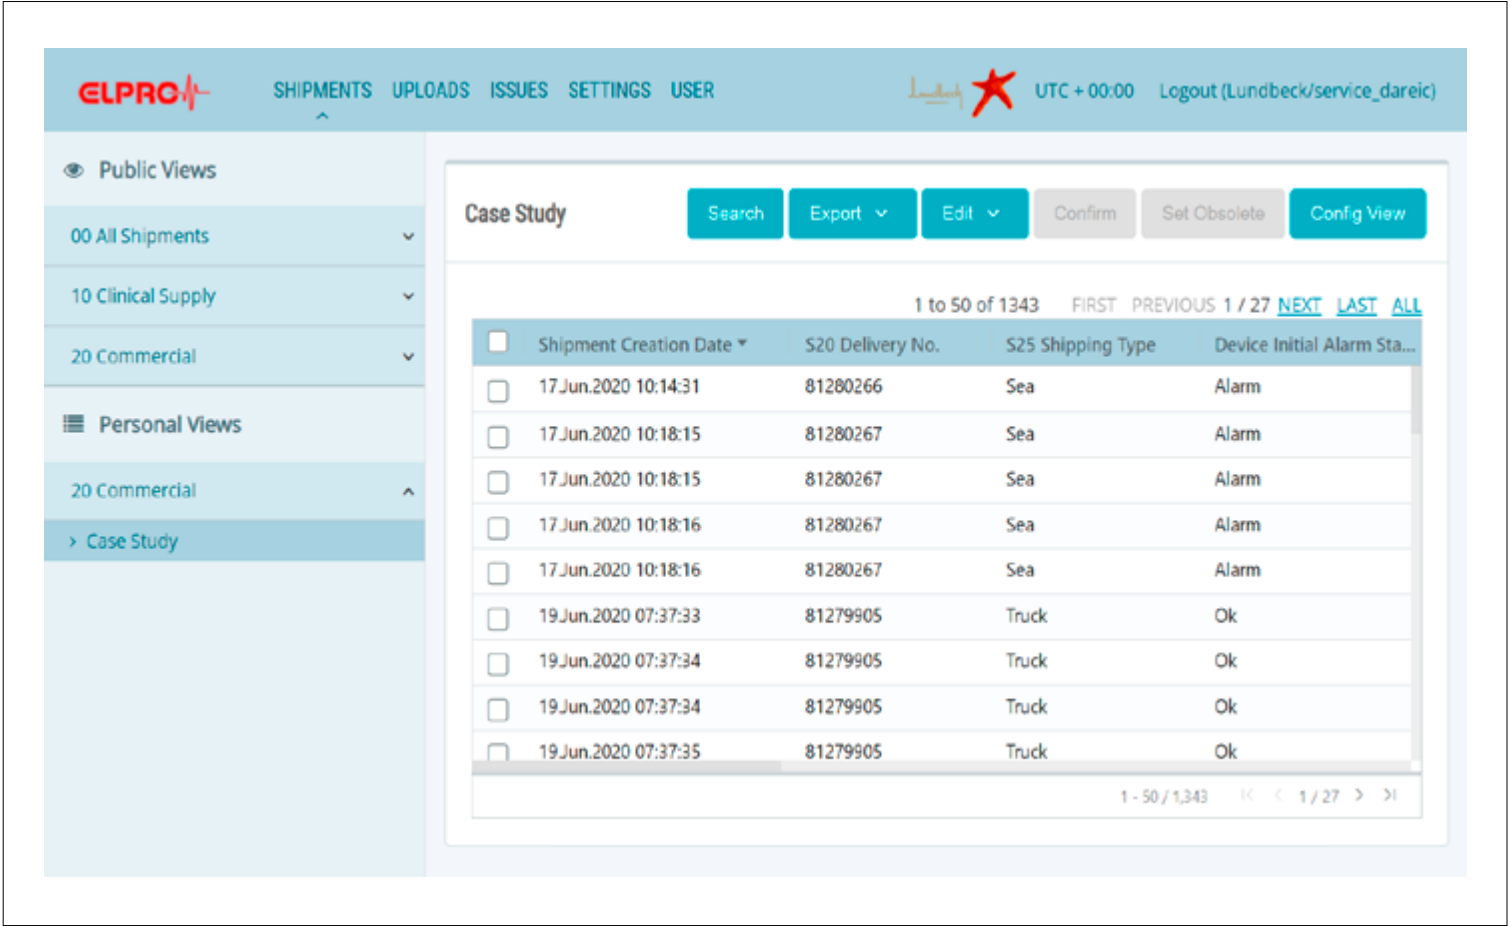 ELPRO SHIPMENTS UPLOADS ISSUES SETTINGS USER Lundbeck UTC + 00:00 Logout (Lundbeck/service_dareic)
Public Views
00 All Shipments
10 Clinical Supply
20 Commercial
Personal Views
20 Commercial
> Case Study
Case Study Search Export Edit Confirm Set Obsolete Config View
1 to 50 of 1343 FIRST PREVIOUS 1 / 27 NEXT LAST ALL
Shipment Creation Date S20 Delivery No. S25 Shipping Type Device Initial Alarm Sta...
17.Jun.2020 10:14:31 81280266 Sea Alarm
17.Jun.2020 10:18:15 81280267 Sea Alarm
17.Jun.2020 10:18:15 81280267 Sea Alarm
17.Jun.2020 10:18:16 81280267 Sea Alarm
17.Jun.2020 10:18:16 81280267 Sea Alarm
19.Jun.2020 07:37:33 81279905 Truck Ok
19.Jun.2020 07:37:34 81279905 Truck Ok
19.Jun.2020 07:37:34 81279905 Truck Ok
19.Jun.2020 07:37:35 81279905 Truck Ok
1 - 50 / 1,343 1 / 27